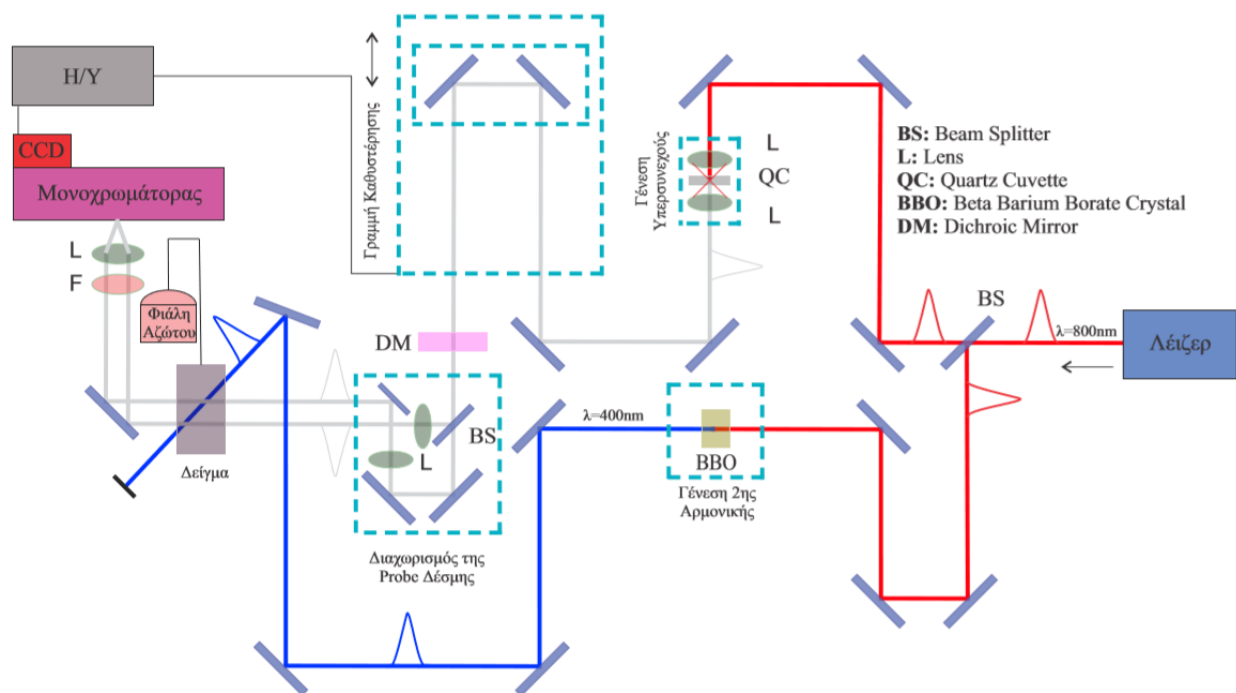 H/Y
CCD
Μονοχρωμάτορας
L
F
Φιάλη
Αζώτου
Δείγμα
Γραμμή Καθυστέρησης
DM
BS
L
Διαχωρισμός της
Probe Δέσμης
Γένεση
Υπερσυνεχούς
L
QC
L
BS: Beam Splitter
L: Lens
QC: Quartz Cuvette
BBO: Beta Barium Borate Crystal
DM: Dichroic Mirror
BS
λ=800nm
Λέιζερ
λ=400nm
BBO
Γένεση 2ης
Αρμονικής